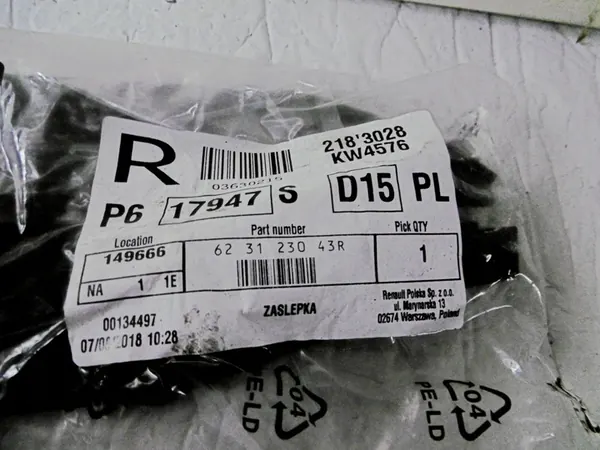 R
218'3028
KW4576
P6
17947
S
D15
PL
Location
149666
NA 1 1E
Part number
62 31 230 43R
Pick QTY
1
ZASLEPKA
Renault Polska Sp. z o.o.
ul. Marynarska 13
02674 Warszawa, Poland
00134497
2018 10:28
04
PE-LD
04
PE-LD